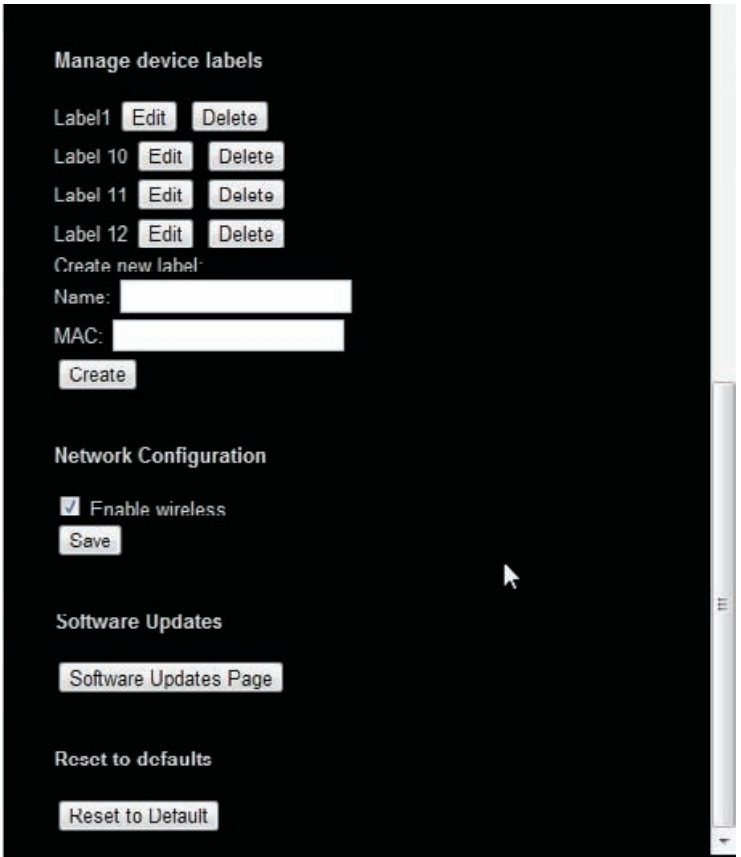 Manage device labels
Label1 Edit Delete
Label 10 Edit Delete
Label 11 Edit Delete
Label 12 Edit Delete
Create new label:
Name:
MAC:
Create
Network Configuration
Enable wireless
Save
Software Updates
Software Updates Page
Reset to defaults
Reset to Default